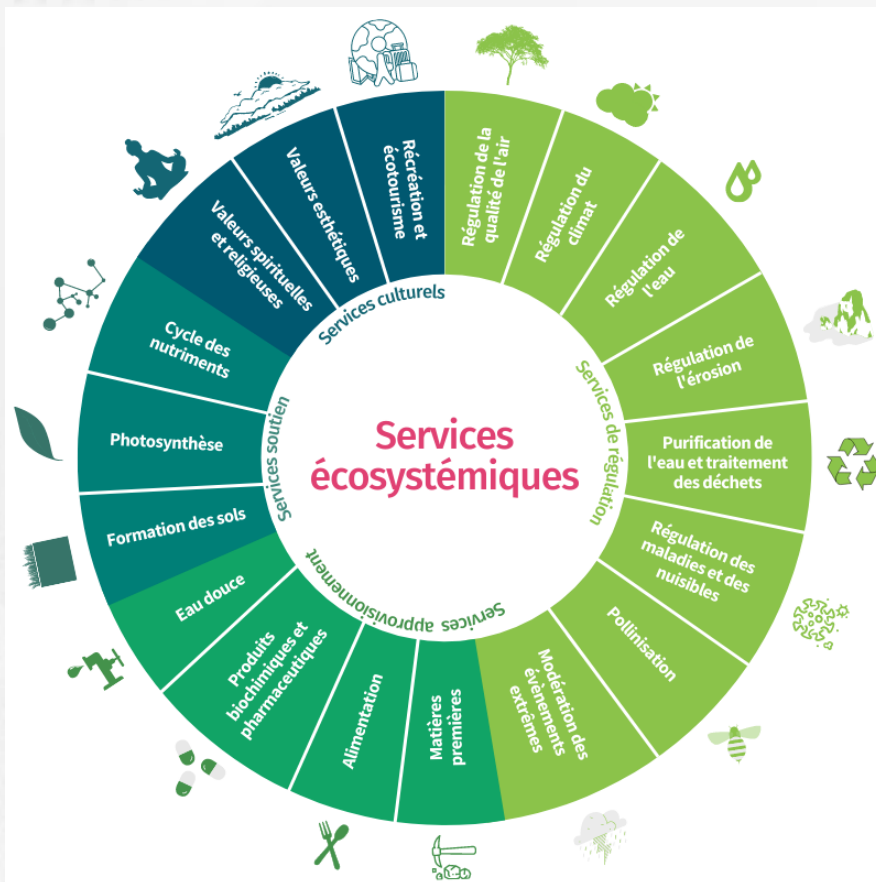 Services
écosystémiques
Services culturels
Services de régulation
Services approvisionnement
Services soutien
Récréation et
écotourisme
Régulation de la
qualité de l'air
Régulation du
climat
Régulation de
l'eau
Régulation de
l'érosion
Purification de
l'eau et traitement
des déchets
Régulation des
maladies et des
nuisibles
Pollinisation
Modération des
évènements
extrêmes
Matières
premières
Alimentation
Produits
biochimiques et
pharmaceutiques
Eau douce
Formation des sols
Photosynthèse
Cycle des
nutriments
Valeurs spirituelles
et religieuses
Valeurs esthétiques